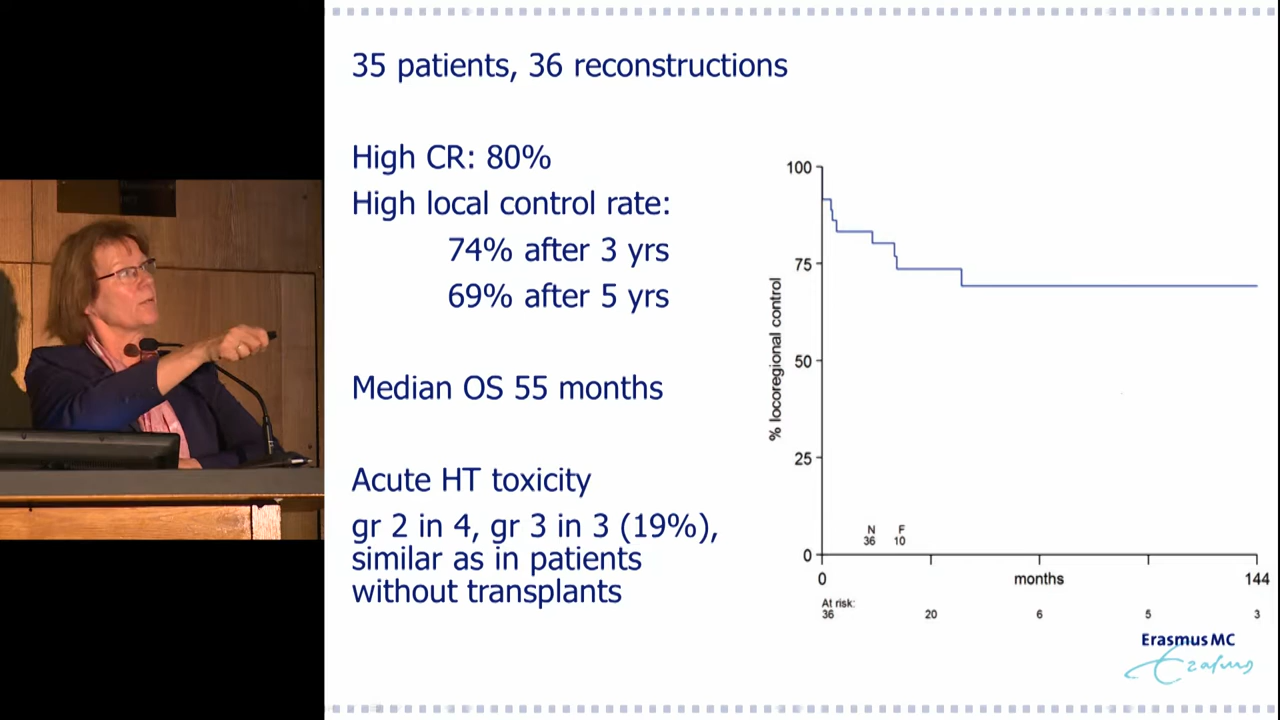 35 patients, 36 reconstructions
High CR: 80%
High local control rate:
74% after 3 yrs
69% after 5 yrs
Median OS 55 months
Acute HT toxicity
gr 2 in 4, gr 3 in 3 (19%),
similar as in patients
without transplants
100
75
50
25
0
% locoregional control
N F
36 10
0 months 144
At risk:
36 20 6 5 3
Erasmus MC
Erasmus